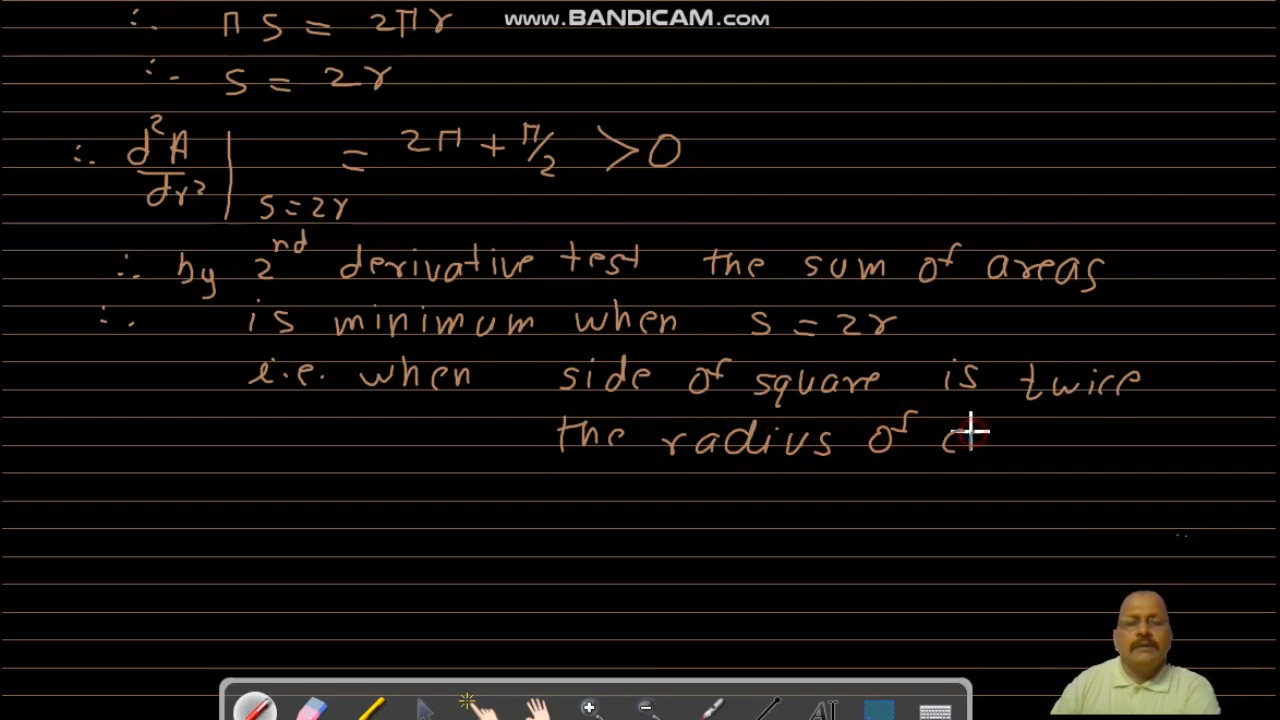 www.BANDICAM.com
∴ π s = 2πr
∴ s = 2r
∴ d²A/dr² | s=2r = 2π + π/2 > 0
∴ by 2nd derivative test the sum of areas
∴ is minimum when s = 2r
i.e. when side of square is twice
the radius of c
AI